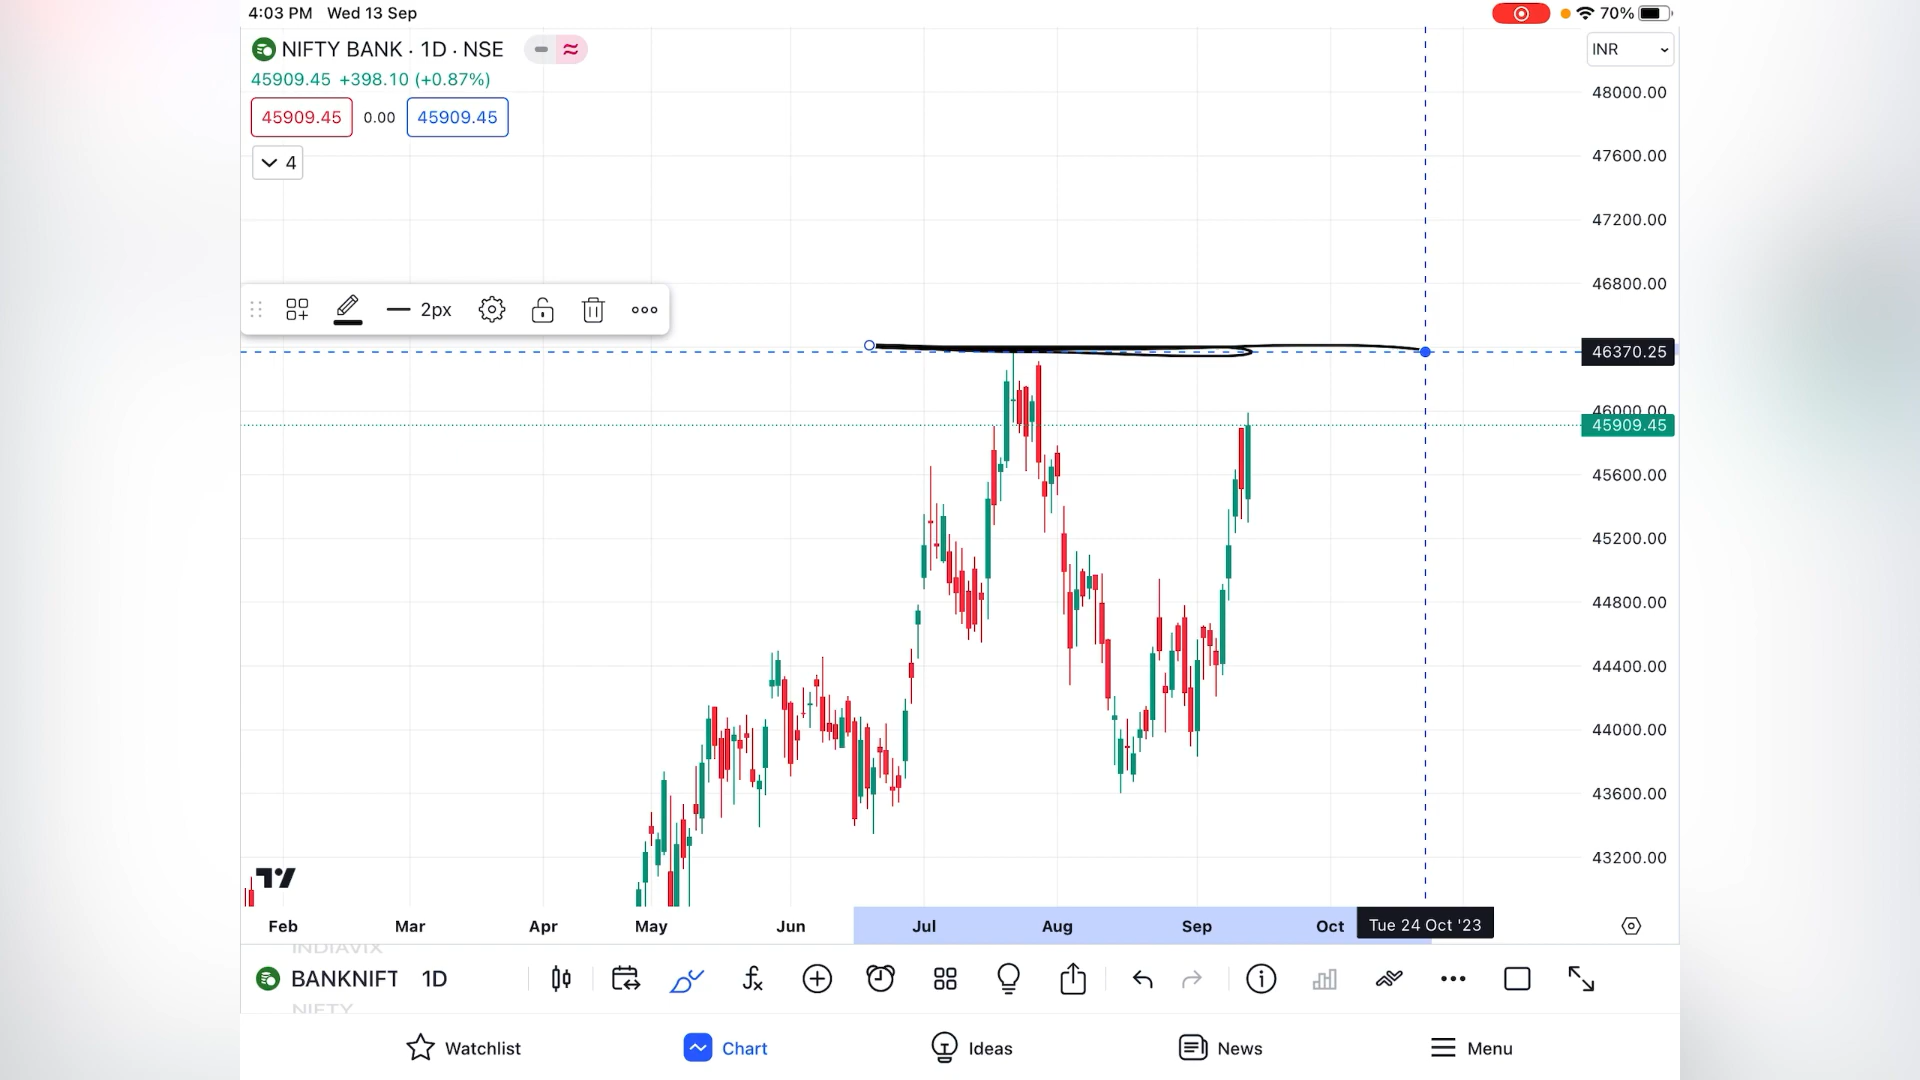 4:03 PM Wed 13 Sep
70%
NIFTY BANK · 1D · NSE
INR
45909.45 +398.10 (+0.87%)
45909.45 0.00 45909.45
4
48000.00
47600.00
47200.00
46800.00
2px
46370.25
46000.00
45909.45
45600.00
45200.00
44800.00
44400.00
44000.00
43600.00
43200.00
Feb Mar Apr May Jun Jul Aug Sep Oct Tue 24 Oct '23
INDIAVIX
BANKNIFT 1D
NIFTY
Watchlist Chart Ideas News Menu